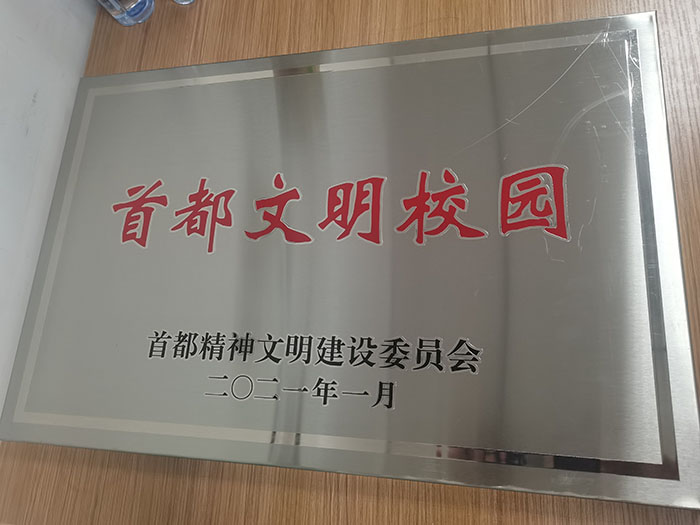 首都文明校园
首都精神文明建设委员会
二〇二一年一月